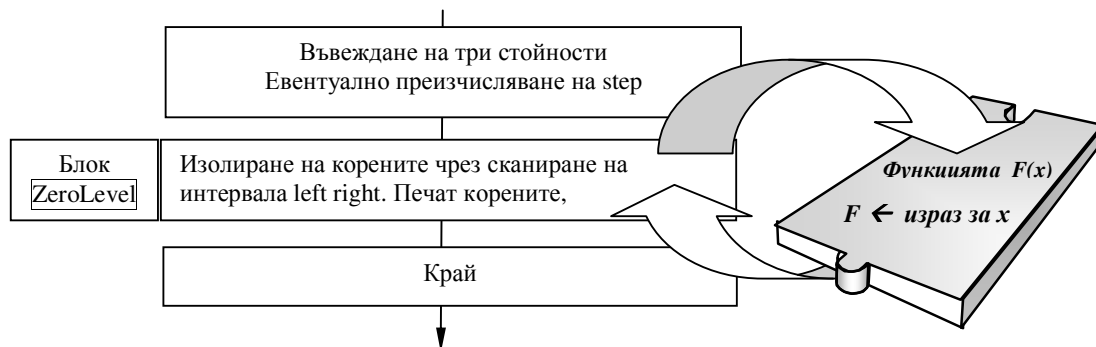 Въвеждане на три стойности
Евентуално преизчисляване на step
Блок
ZeroLevel
Изолиране на корените чрез сканиране на
интервала left right. Печат корените,
Функцията F(x)
F ← израз за x
Край